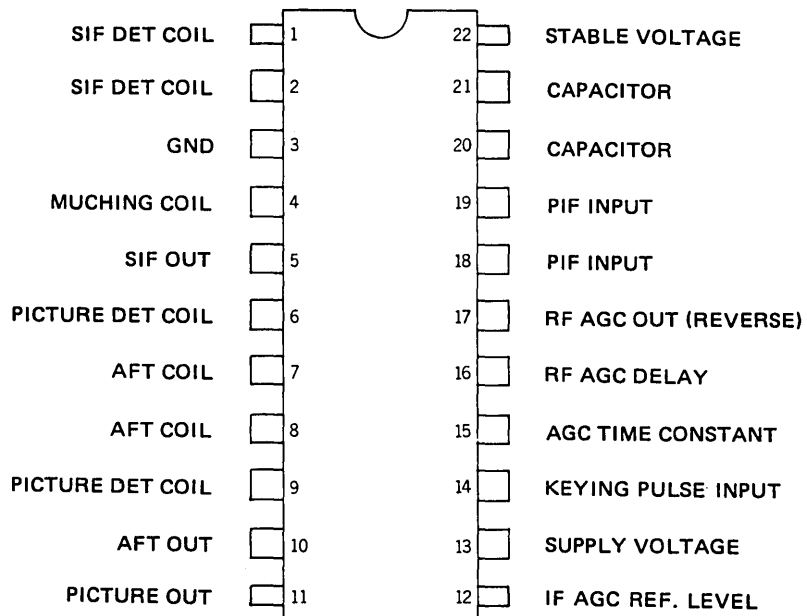 SIF DET COIL 1 22 STABLE VOLTAGE
SIF DET COIL 2 21 CAPACITOR
GND 3 20 CAPACITOR
MUCHING COIL 4 19 PIF INPUT
SIF OUT 5 18 PIF INPUT
PICTURE DET COIL 6 17 RF AGC OUT (REVERSE)
AFT COIL 7 16 RF AGC DELAY
AFT COIL 8 15 AGC TIME CONSTANT
PICTURE DET COIL 9 14 KEYING PULSE INPUT
AFT OUT 10 13 SUPPLY VOLTAGE
PICTURE OUT 11 12 IF AGC REF. LEVEL